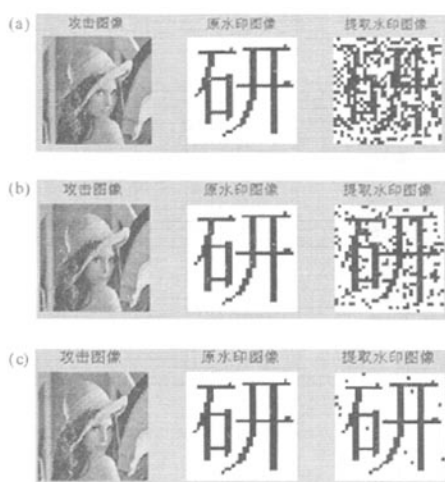 (a) 攻击图像 原水印图像 提取水印图像
研 研
(b) 攻击图像 原水印图像 提取水印图像
研 研
(c) 攻击图像 原水印图像 提取水印图像
研 研